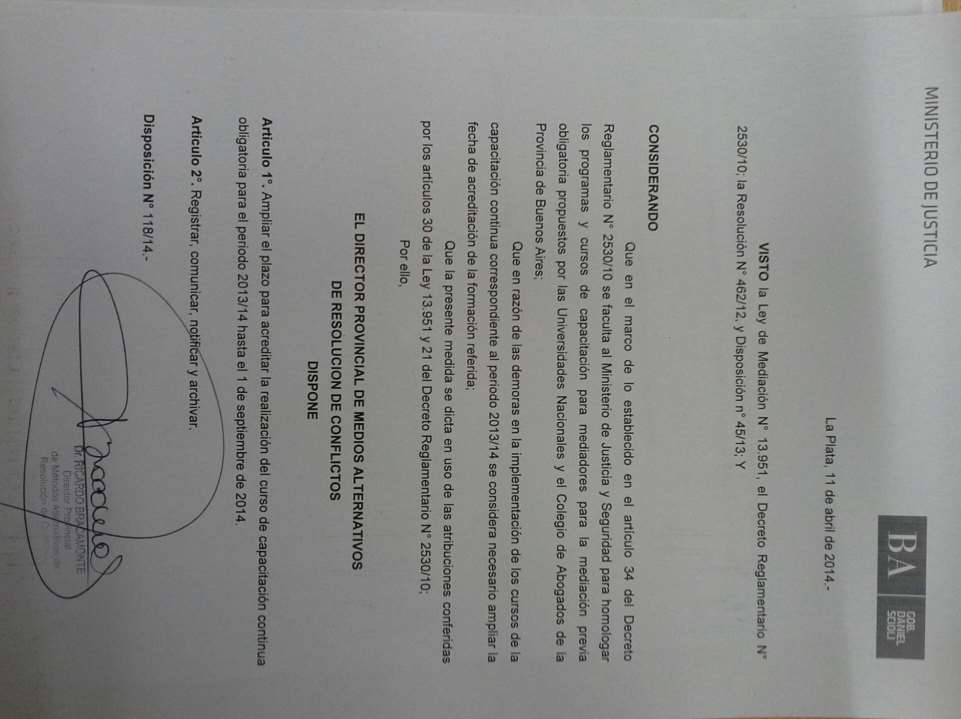 MINISTERIO DE JUSTICIA
BA
GOB.
DANIEL
SCIOLI
La Plata, 11 de abril de 2014.-
VISTO la Ley de Mediación N° 13.951, el Decreto Reglamentario N°
2530/10; la Resolución N° 462/12, y Disposición n° 45/13; Y
CONSIDERANDO
Que en el marco de lo establecido en el artículo 34 del Decreto
Reglamentario N° 2530/10 se faculta al Ministerio de Justicia y Seguridad para homologar
los programas y cursos de capacitación para mediadores para la mediación previa
obligatoria propuestos por las Universidades Nacionales y el Colegio de Abogados de la
Provincia de Buenos Aires;
Que en razón de las demoras en la implementación de los cursos de la
capacitación continua correspondiente al período 2013/14 se considera necesario ampliar la
fecha de acreditación de la formación referida;
Que la presente medida se dicta en uso de las atribuciones conferidas
por los artículos 30 de la Ley 13.951 y 21 del Decreto Reglamentario N° 2530/10;
Por ello,
EL DIRECTOR PROVINCIAL DE MEDIOS ALTERNATIVOS
DE RESOLUCION DE CONFLICTOS
DISPONE
Artículo 1°. Ampliar el plazo para acreditar la realización del curso de capacitación continua
obligatoria para el periodo 2013/14 hasta el 1 de septiembre de 2014.
Artículo 2°. Registrar, comunicar, notificar y archivar.
Disposición N° 118/14.-
Dr. RICARDO BRACAMONTE
Director Provincial
de Métodos Alternativos de
Resolución de